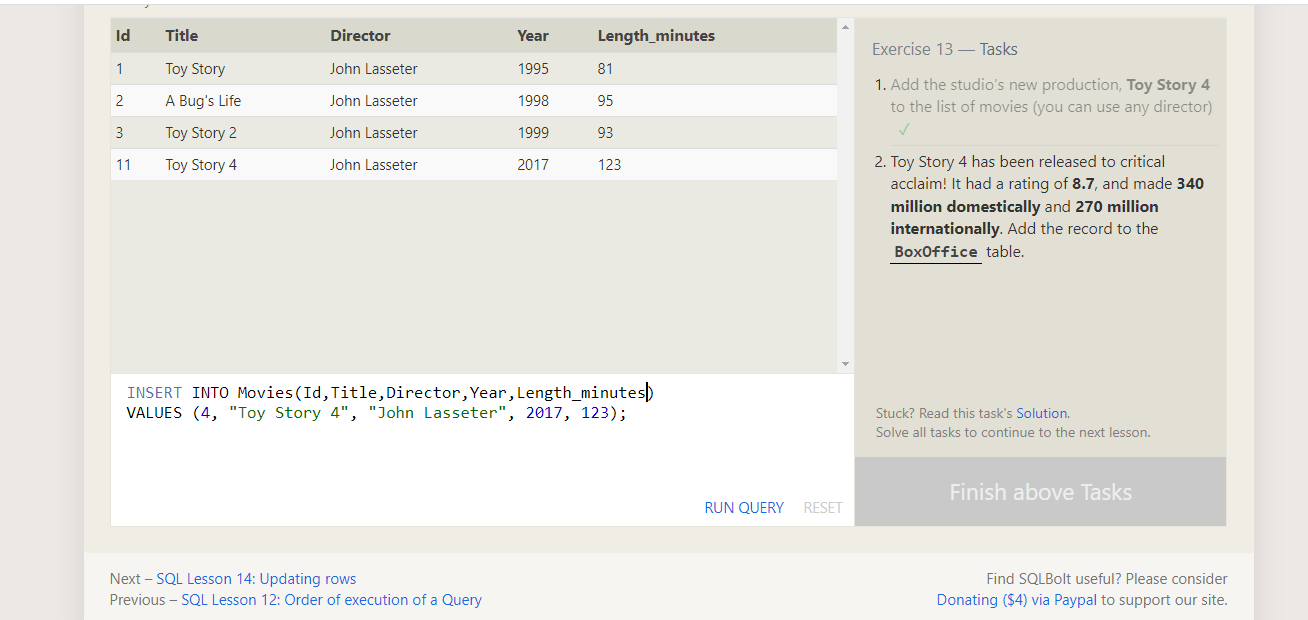 Id Title Director Year Length_minutes
1 Toy Story John Lasseter 1995 81
2 A Bug's Life John Lasseter 1998 95
3 Toy Story 2 John Lasseter 1999 93
11 Toy Story 4 John Lasseter 2017 123
INSERT INTO Movies(Id,Title,Director,Year,Length_minutes)
VALUES (4, "Toy Story 4", "John Lasseter", 2017, 123);
RUN QUERY RESET
Exercise 13 — Tasks
1. Add the studio's new production, Toy Story 4
to the list of movies (you can use any director)
✓
2. Toy Story 4 has been released to critical
acclaim! It had a rating of 8.7, and made 340
million domestically and 270 million
internationally. Add the record to the
BoxOffice table.
Stuck? Read this task's Solution.
Solve all tasks to continue to the next lesson.
Finish above Tasks
Next – SQL Lesson 14: Updating rows
Previous – SQL Lesson 12: Order of execution of a Query
Find SQLBolt useful? Please consider
Donating ($4) via Paypal to support our site.